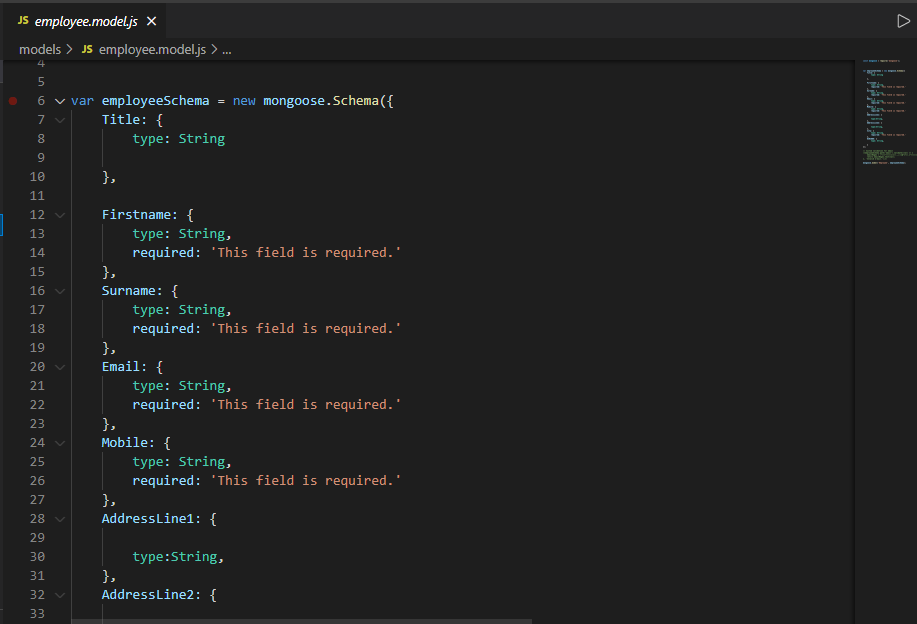 JS employee.model.js
models > JS employee.model.js > ...
4
5
6 var employeeSchema = new mongoose.Schema({
7 Title: {
8 type: String
9
10 },
11
12 Firstname: {
13 type: String,
14 required: 'This field is required.'
15 },
16 Surname: {
17 type: String,
18 required: 'This field is required.'
19 },
20 Email: {
21 type: String,
22 required: 'This field is required.'
23 },
24 Mobile: {
25 type: String,
26 required: 'This field is required.'
27 },
28 AddressLine1: {
29
30 type:String,
31 },
32 AddressLine2: {
33